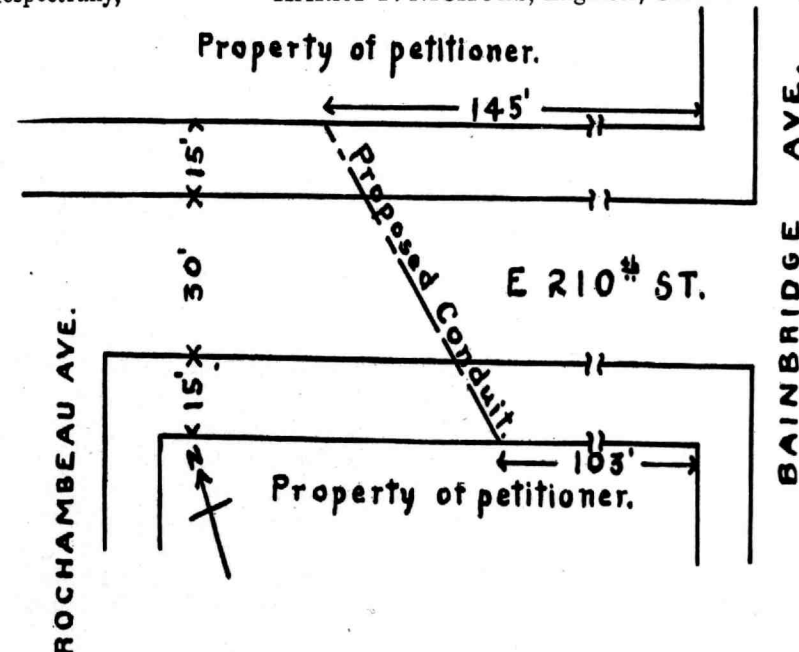 Property of petitioner.
145'
15'
AVE.
Proposed Conduit.
30'
E 210th ST.
BAINBRIDGE
15'
ROCHAMBEAU AVE.
N
103'
Property of petitioner.